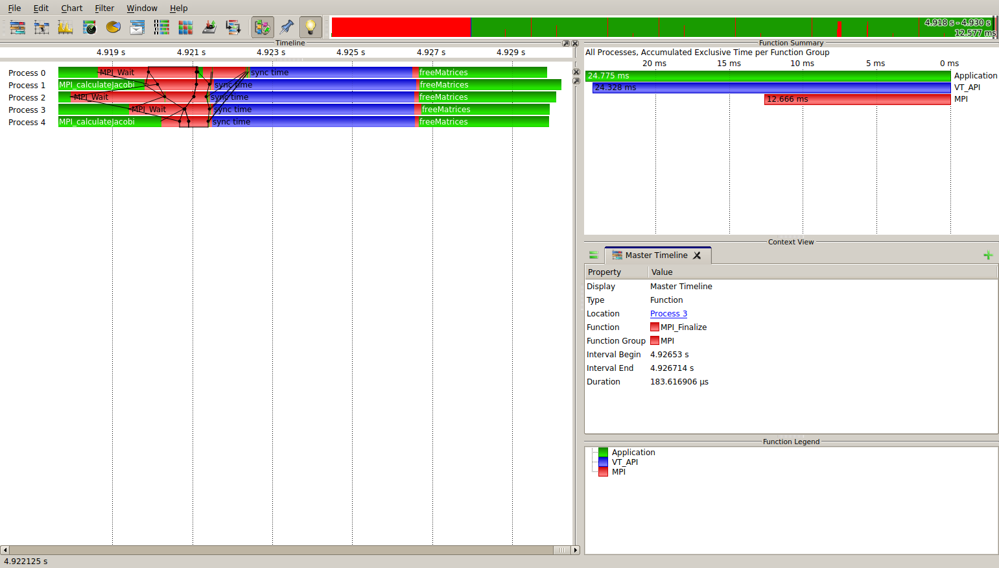 File Edit Chart Filter Window Help
4.918 s - 4.930 s
12.577 ms
Timeline
4.919 s 4.921 s 4.923 s 4.925 s 4.927 s 4.929 s
Process 0 MPI_Wait sync time freeMatrices
Process 1 MPI_calculateJacobi sync time freeMatrices
Process 2 MPI_Wait sync time freeMatrices
Process 3 MPI_Wait sync time freeMatrices
Process 4 MPI_calculateJacobi sync time freeMatrices
Function Summary
All Processes, Accumulated Exclusive Time per Function Group
20 ms 15 ms 10 ms 5 ms 0 ms
24.775 ms Application
24.328 ms VT_API
12.666 ms MPI
Context View
Master Timeline
Property Value
Display Master Timeline
Type Function
Location Process 3
Function MPI_Finalize
Function Group MPI
Interval Begin 4.92653 s
Interval End 4.926714 s
Duration 183.616906 µs
Function Legend
Application
VT_API
MPI
4.922125 s